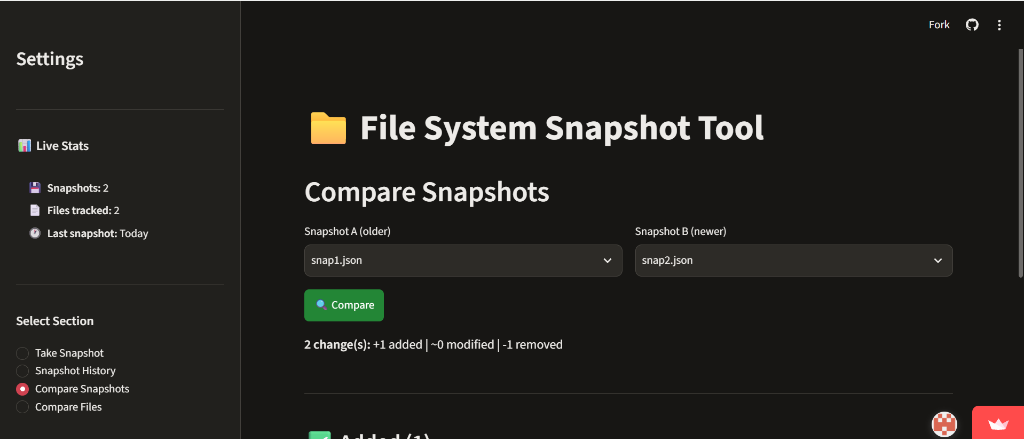 Fork
Settings
Live Stats
Snapshots: 2
Files tracked: 2
Last snapshot: Today
Select Section
Take Snapshot
Snapshot History
Compare Snapshots
Compare Files
File System Snapshot Tool
Compare Snapshots
Snapshot A (older)
snap1.json
Snapshot B (newer)
snap2.json
Compare
2 change(s): +1 added | ~0 modified | -1 removed
Added (1)